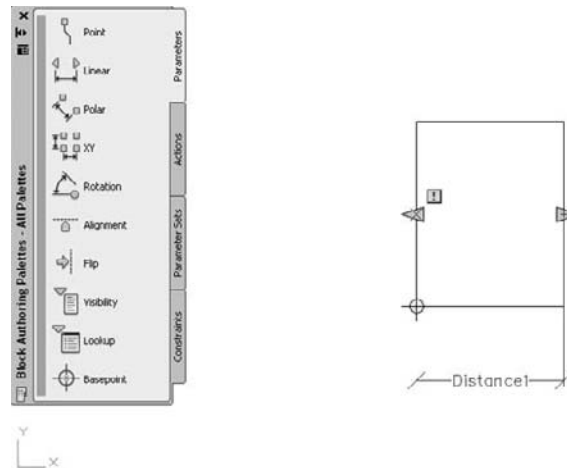 Block Authoring Palettes - All Palettes
Point
Linear
Polar
XY
Rotation
Alignment
Flip
Visibility
Lookup
Basepoint
Parameters
Actions
Parameter Sets
Constraints
!
Distance1
Y
X